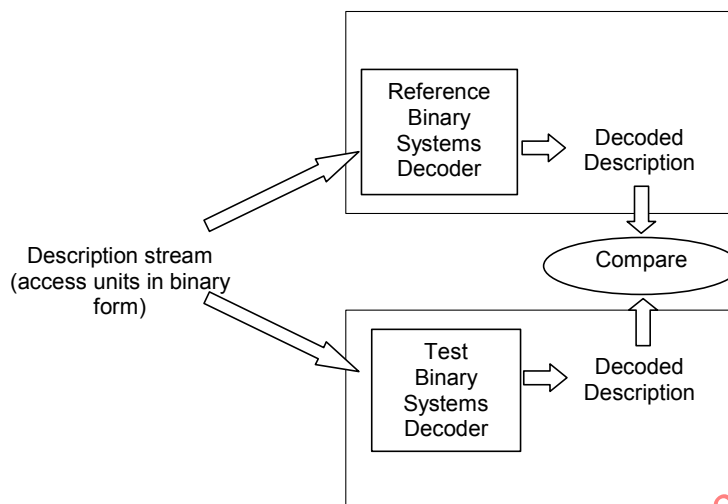 Reference
Binary
Systems
Decoder
Decoded
Description
Description stream
(access units in binary
form)
Compare
Test
Binary
Systems
Decoder
Decoded
Description